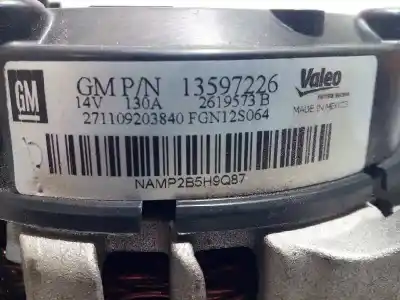 GM
GM P/N 13597226
Valeo
14V 130A 2619573 B
MADE IN MEXICO
271109203840 FGN12S064
NAMP2B5H9Q87